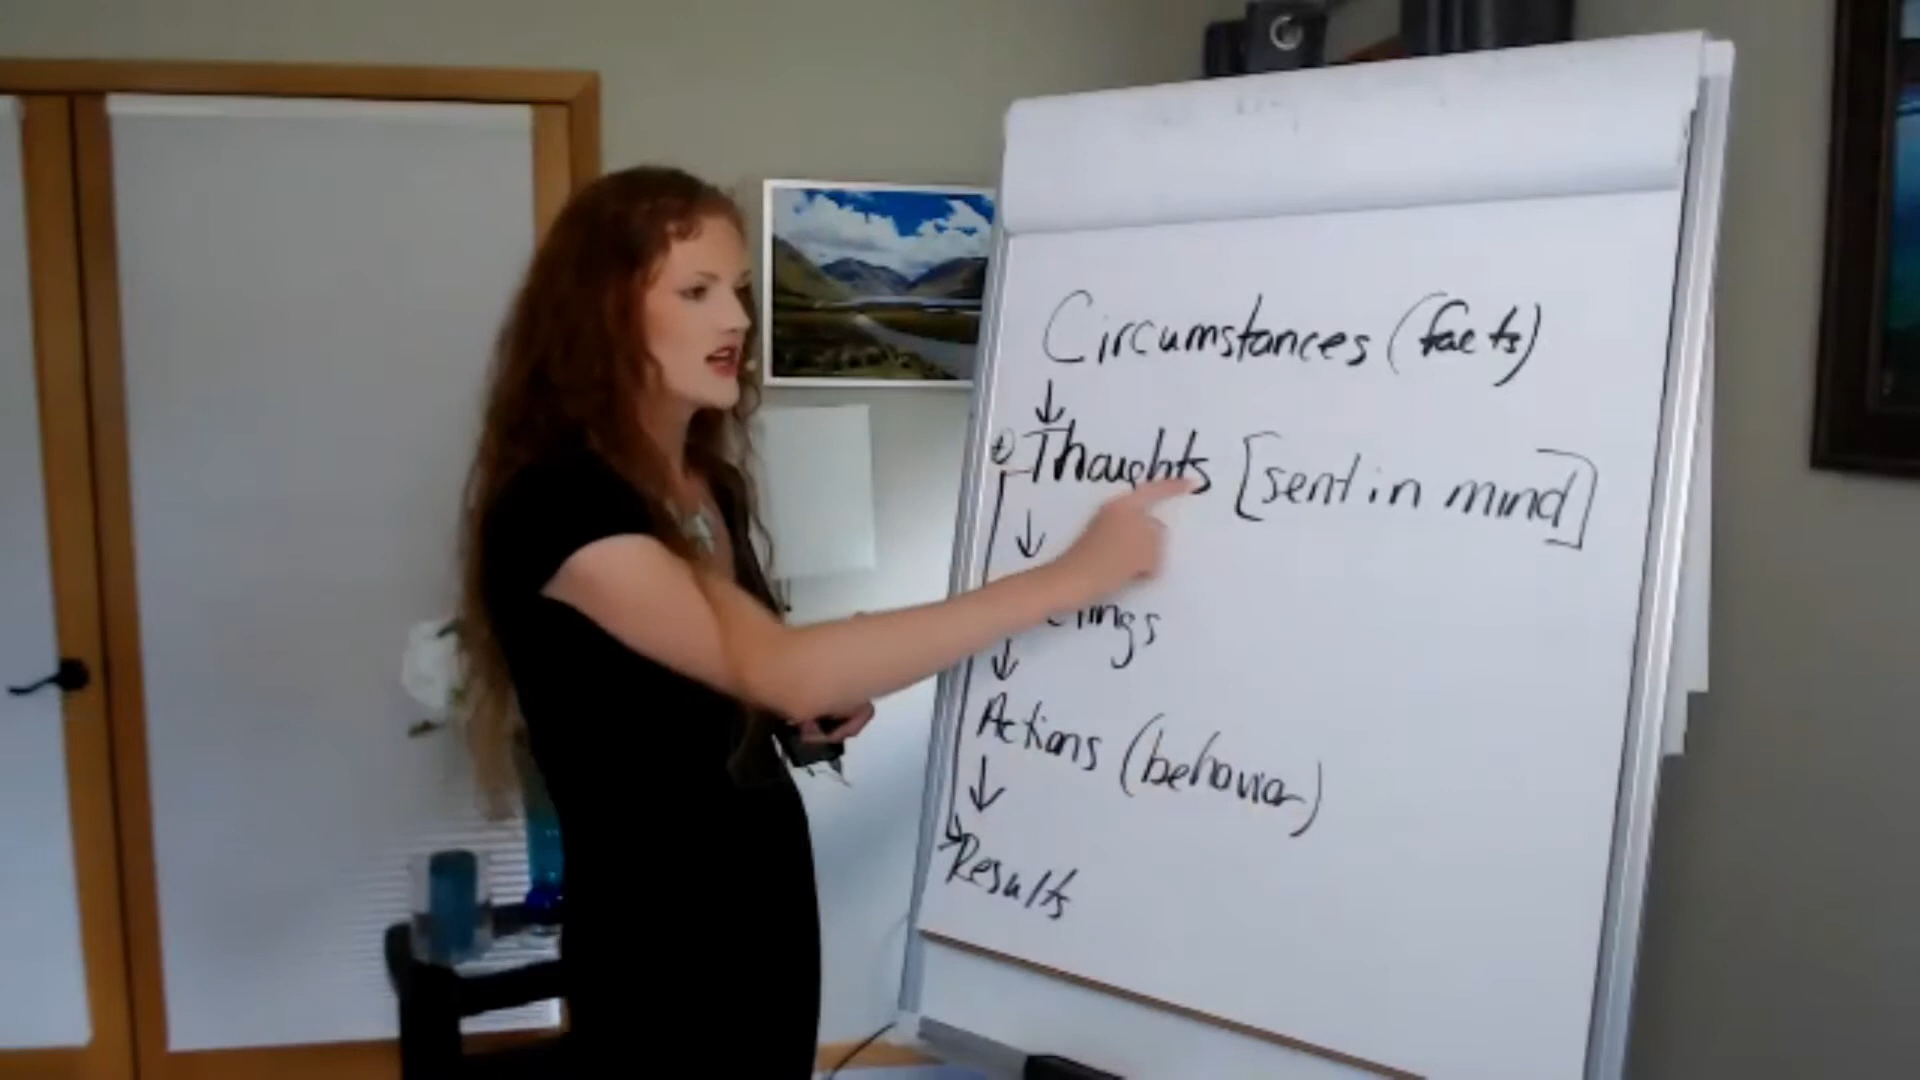 Circumstances (facts)
↓
Thoughts [sent in mind]
↓
↓
Actions (behavior)
↓
Results